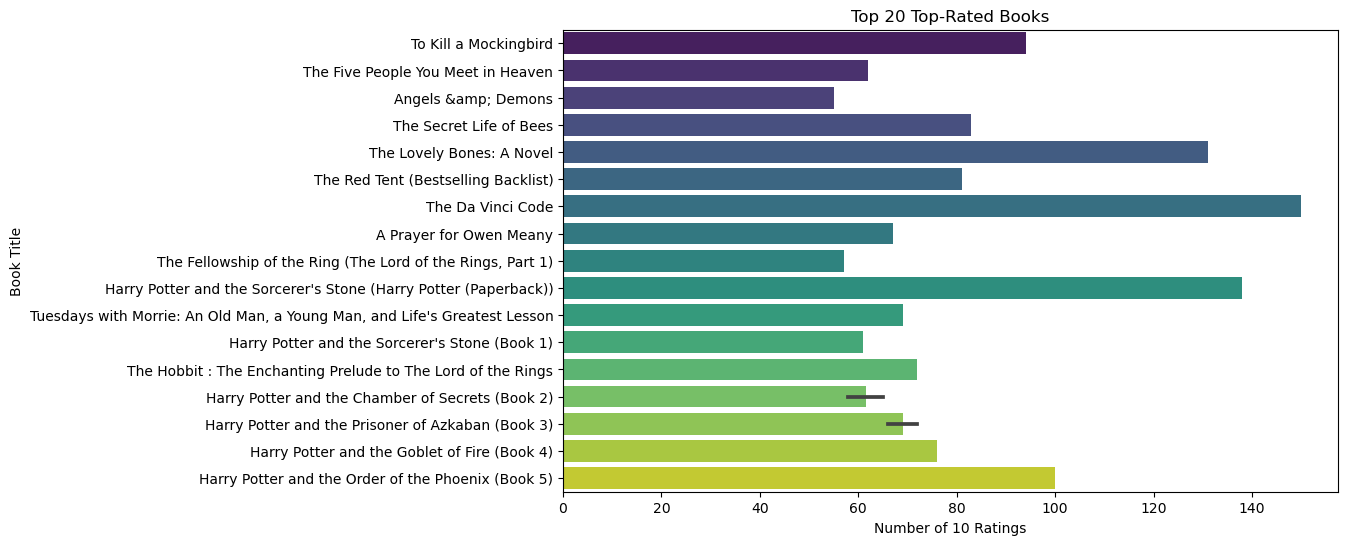 Top 20 Top-Rated Books
Book Title
To Kill a Mockingbird
The Five People You Meet in Heaven
Angels &amp; Demons
The Secret Life of Bees
The Lovely Bones: A Novel
The Red Tent (Bestselling Backlist)
The Da Vinci Code
A Prayer for Owen Meany
The Fellowship of the Ring (The Lord of the Rings, Part 1)
Harry Potter and the Sorcerer's Stone (Harry Potter (Paperback))
Tuesdays with Morrie: An Old Man, a Young Man, and Life's Greatest Lesson
Harry Potter and the Sorcerer's Stone (Book 1)
The Hobbit : The Enchanting Prelude to The Lord of the Rings
Harry Potter and the Chamber of Secrets (Book 2)
Harry Potter and the Prisoner of Azkaban (Book 3)
Harry Potter and the Goblet of Fire (Book 4)
Harry Potter and the Order of the Phoenix (Book 5)
0 20 40 60 80 100 120 140
Number of 10 Ratings